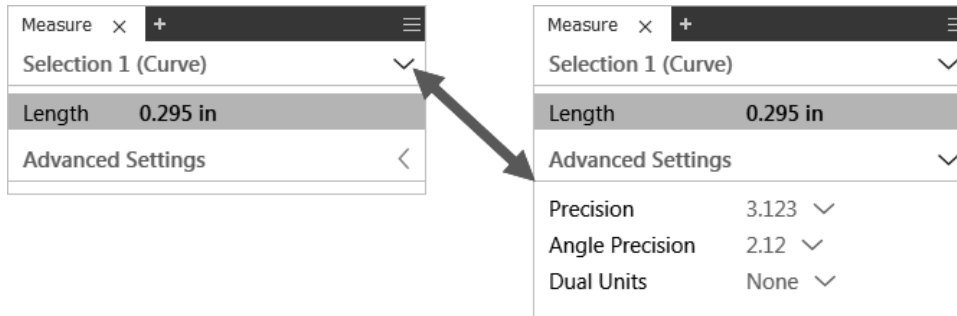 Measure × +
Selection 1 (Curve)
Length 0.295 in
Advanced Settings
Measure × +
Selection 1 (Curve)
Length 0.295 in
Advanced Settings
Precision 3.123
Angle Precision 2.12
Dual Units None